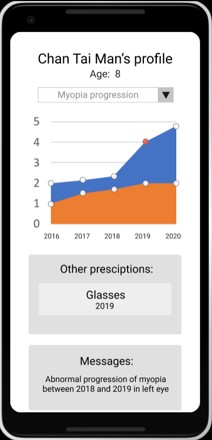 Chan Tai Man's profile
Age: 8
Myopia progression
5
4
3
2
1
0
2016 2017 2018 2019 2020
Other presciptions:
Glasses
2019
Messages:
Abnormal progression of myopia
between 2018 and 2019 in left eye